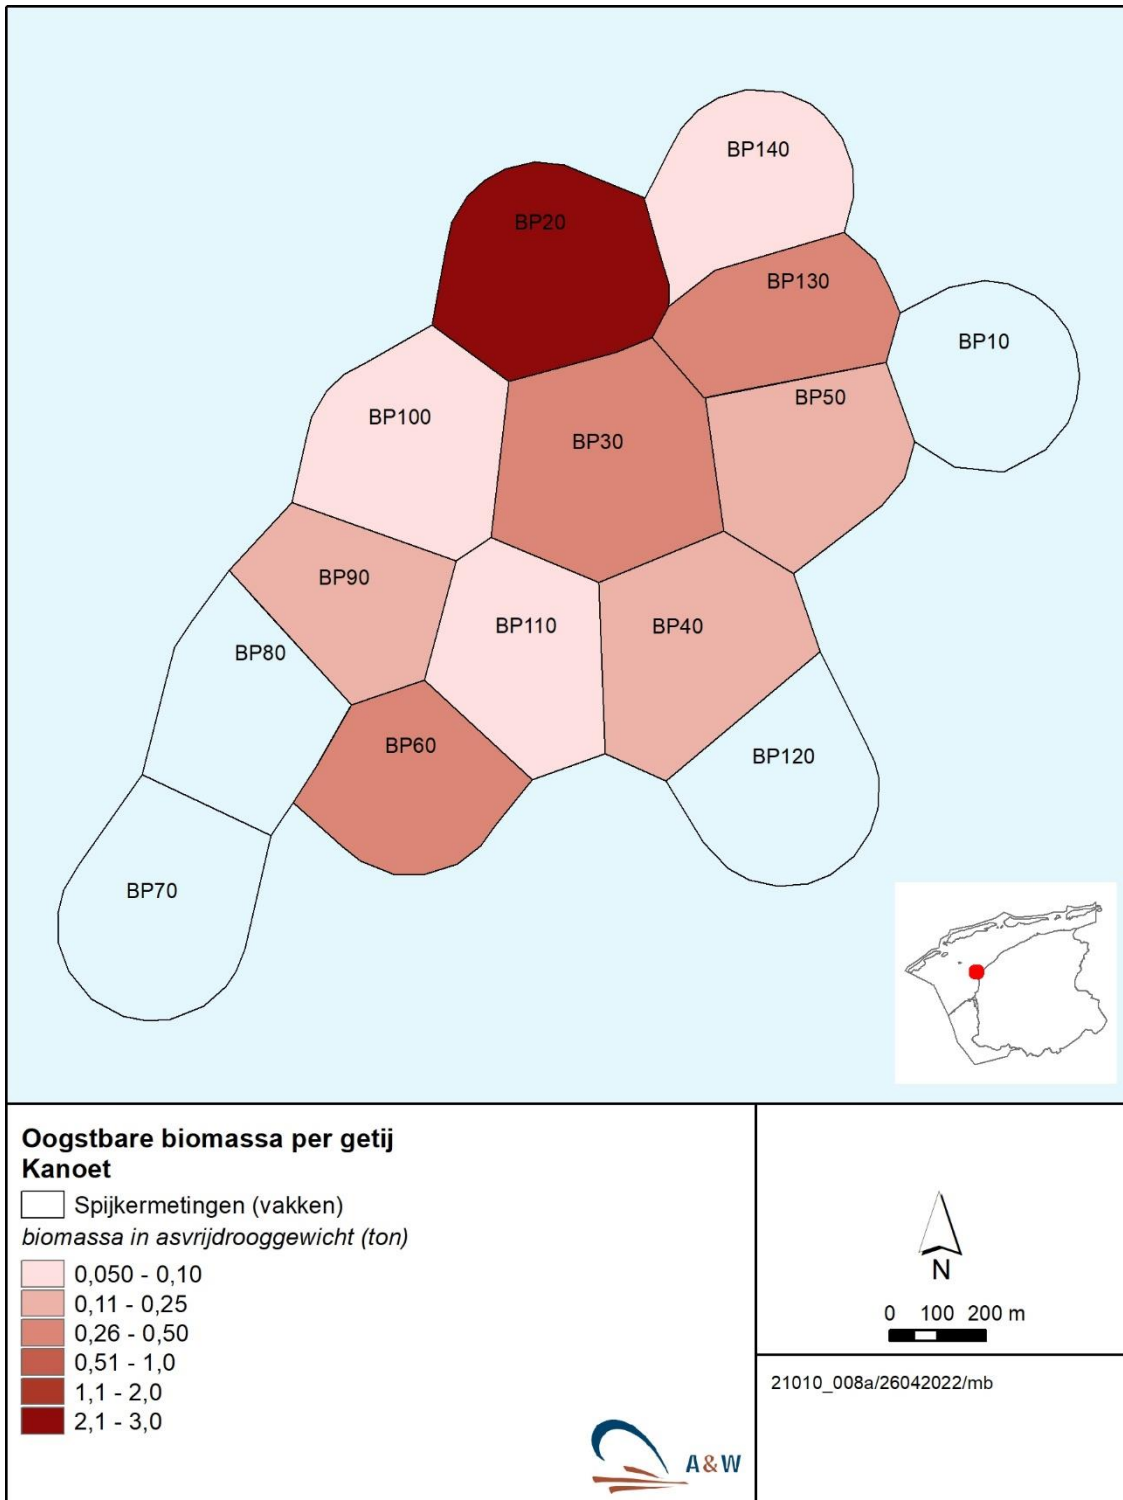 BP140
BP20
BP130
BP10
BP50
BP100
BP30
BP90
BP110
BP40
BP80
BP60
BP120
BP70
Oogstbare biomassa per getij
Kanoet
Spijkermetingen (vakken)
biomassa in asvrijdrooggewicht (ton)
0,050 - 0,10
0,11 - 0,25
0,26 - 0,50
0,51 - 1,0
1,1 - 2,0
2,1 - 3,0
A&W
N
0 100 200 m
21010_008a/26042022/mb